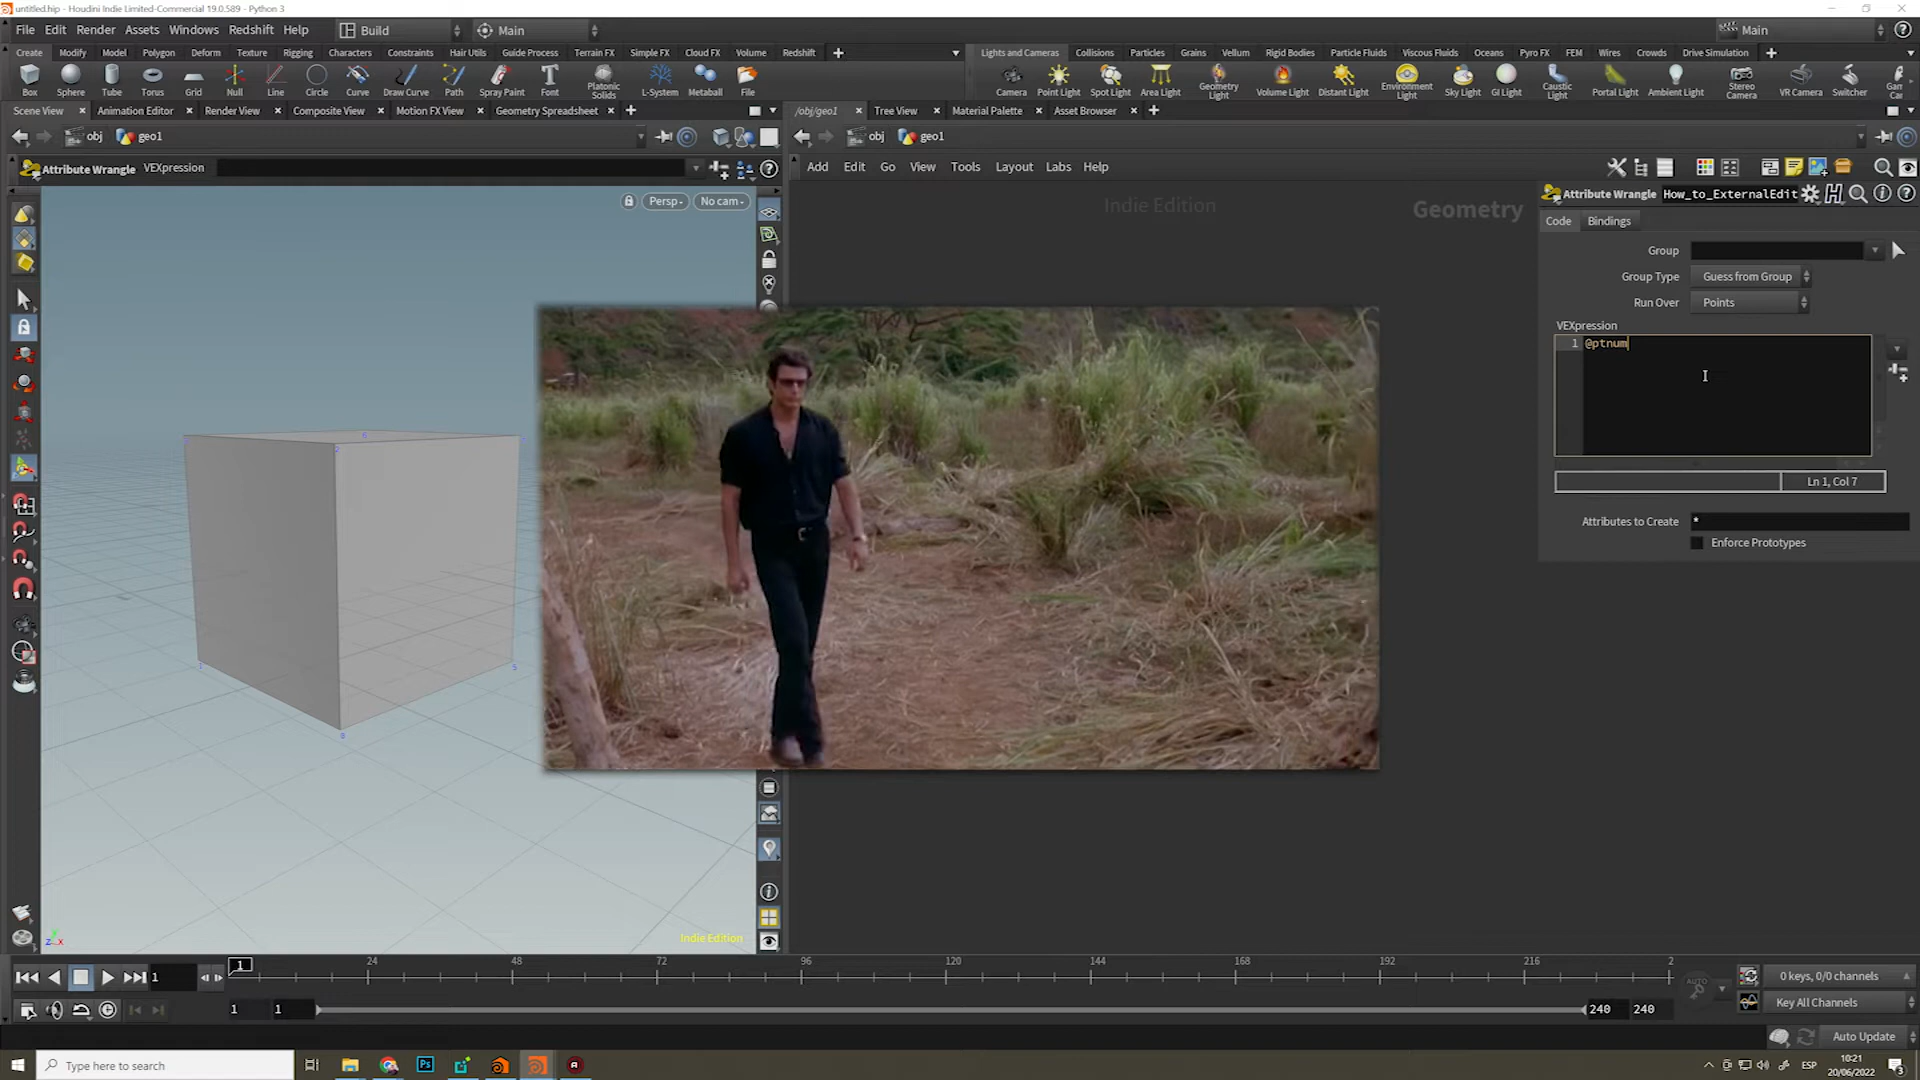 untitled.hip - Houdini Indie Limited-Commercial 19.0.589 - Python 3
File Edit Render Assets Windows Redshift Help Build Main Main
Create Modify Model Polygon Deform Texture Rigging Characters Constraints Hair Utils Guide Process Terrain FX Simple FX Cloud FX Volume Redshift
Lights and Cameras Collisions Particles Grains Vellum Rigid Bodies Particle Fluids Viscous Fluids Oceans Pyro FX FEM Wires Crowds Drive Simulation
Box Sphere Tube Torus Grid Null Line Circle Curve Draw Curve Path Spray Paint Font Platonic Solids L-System Metaball File
Camera Point Light Spot Light Area Light Geometry Light Volume Light Distant Light Environment Light Sky Light GI Light Caustic Light Portal Light Ambient Light Stereo Camera VR Camera Switcher
Scene View Animation Editor Render View Composite View Motion FX View Geometry Spreadsheet
/obj/geo1 Tree View Material Palette Asset Browser
obj geo1
obj geo1
Attribute Wrangle VEXpression
Add Edit Go View Tools Layout Labs Help
Persp No cam
Indie Edition Geometry
Attribute Wrangle How_to_ExternalEdit
Code Bindings
Group
Group Type Guess from Group
Run Over Points
VEXpression
1 @ptnum
Ln 1, Col 7
Attributes to Create *
Enforce Prototypes
6
2
1
5
8
z y x
Indie Edition
1 1 24 48 72 96 120 144 168 192 216 2
AUTO 0 keys, 0/0 channels
1 1 240 240 Key All Channels
Auto Update
Type here to search
Ps
ESP
10:21
20/06/2022
3